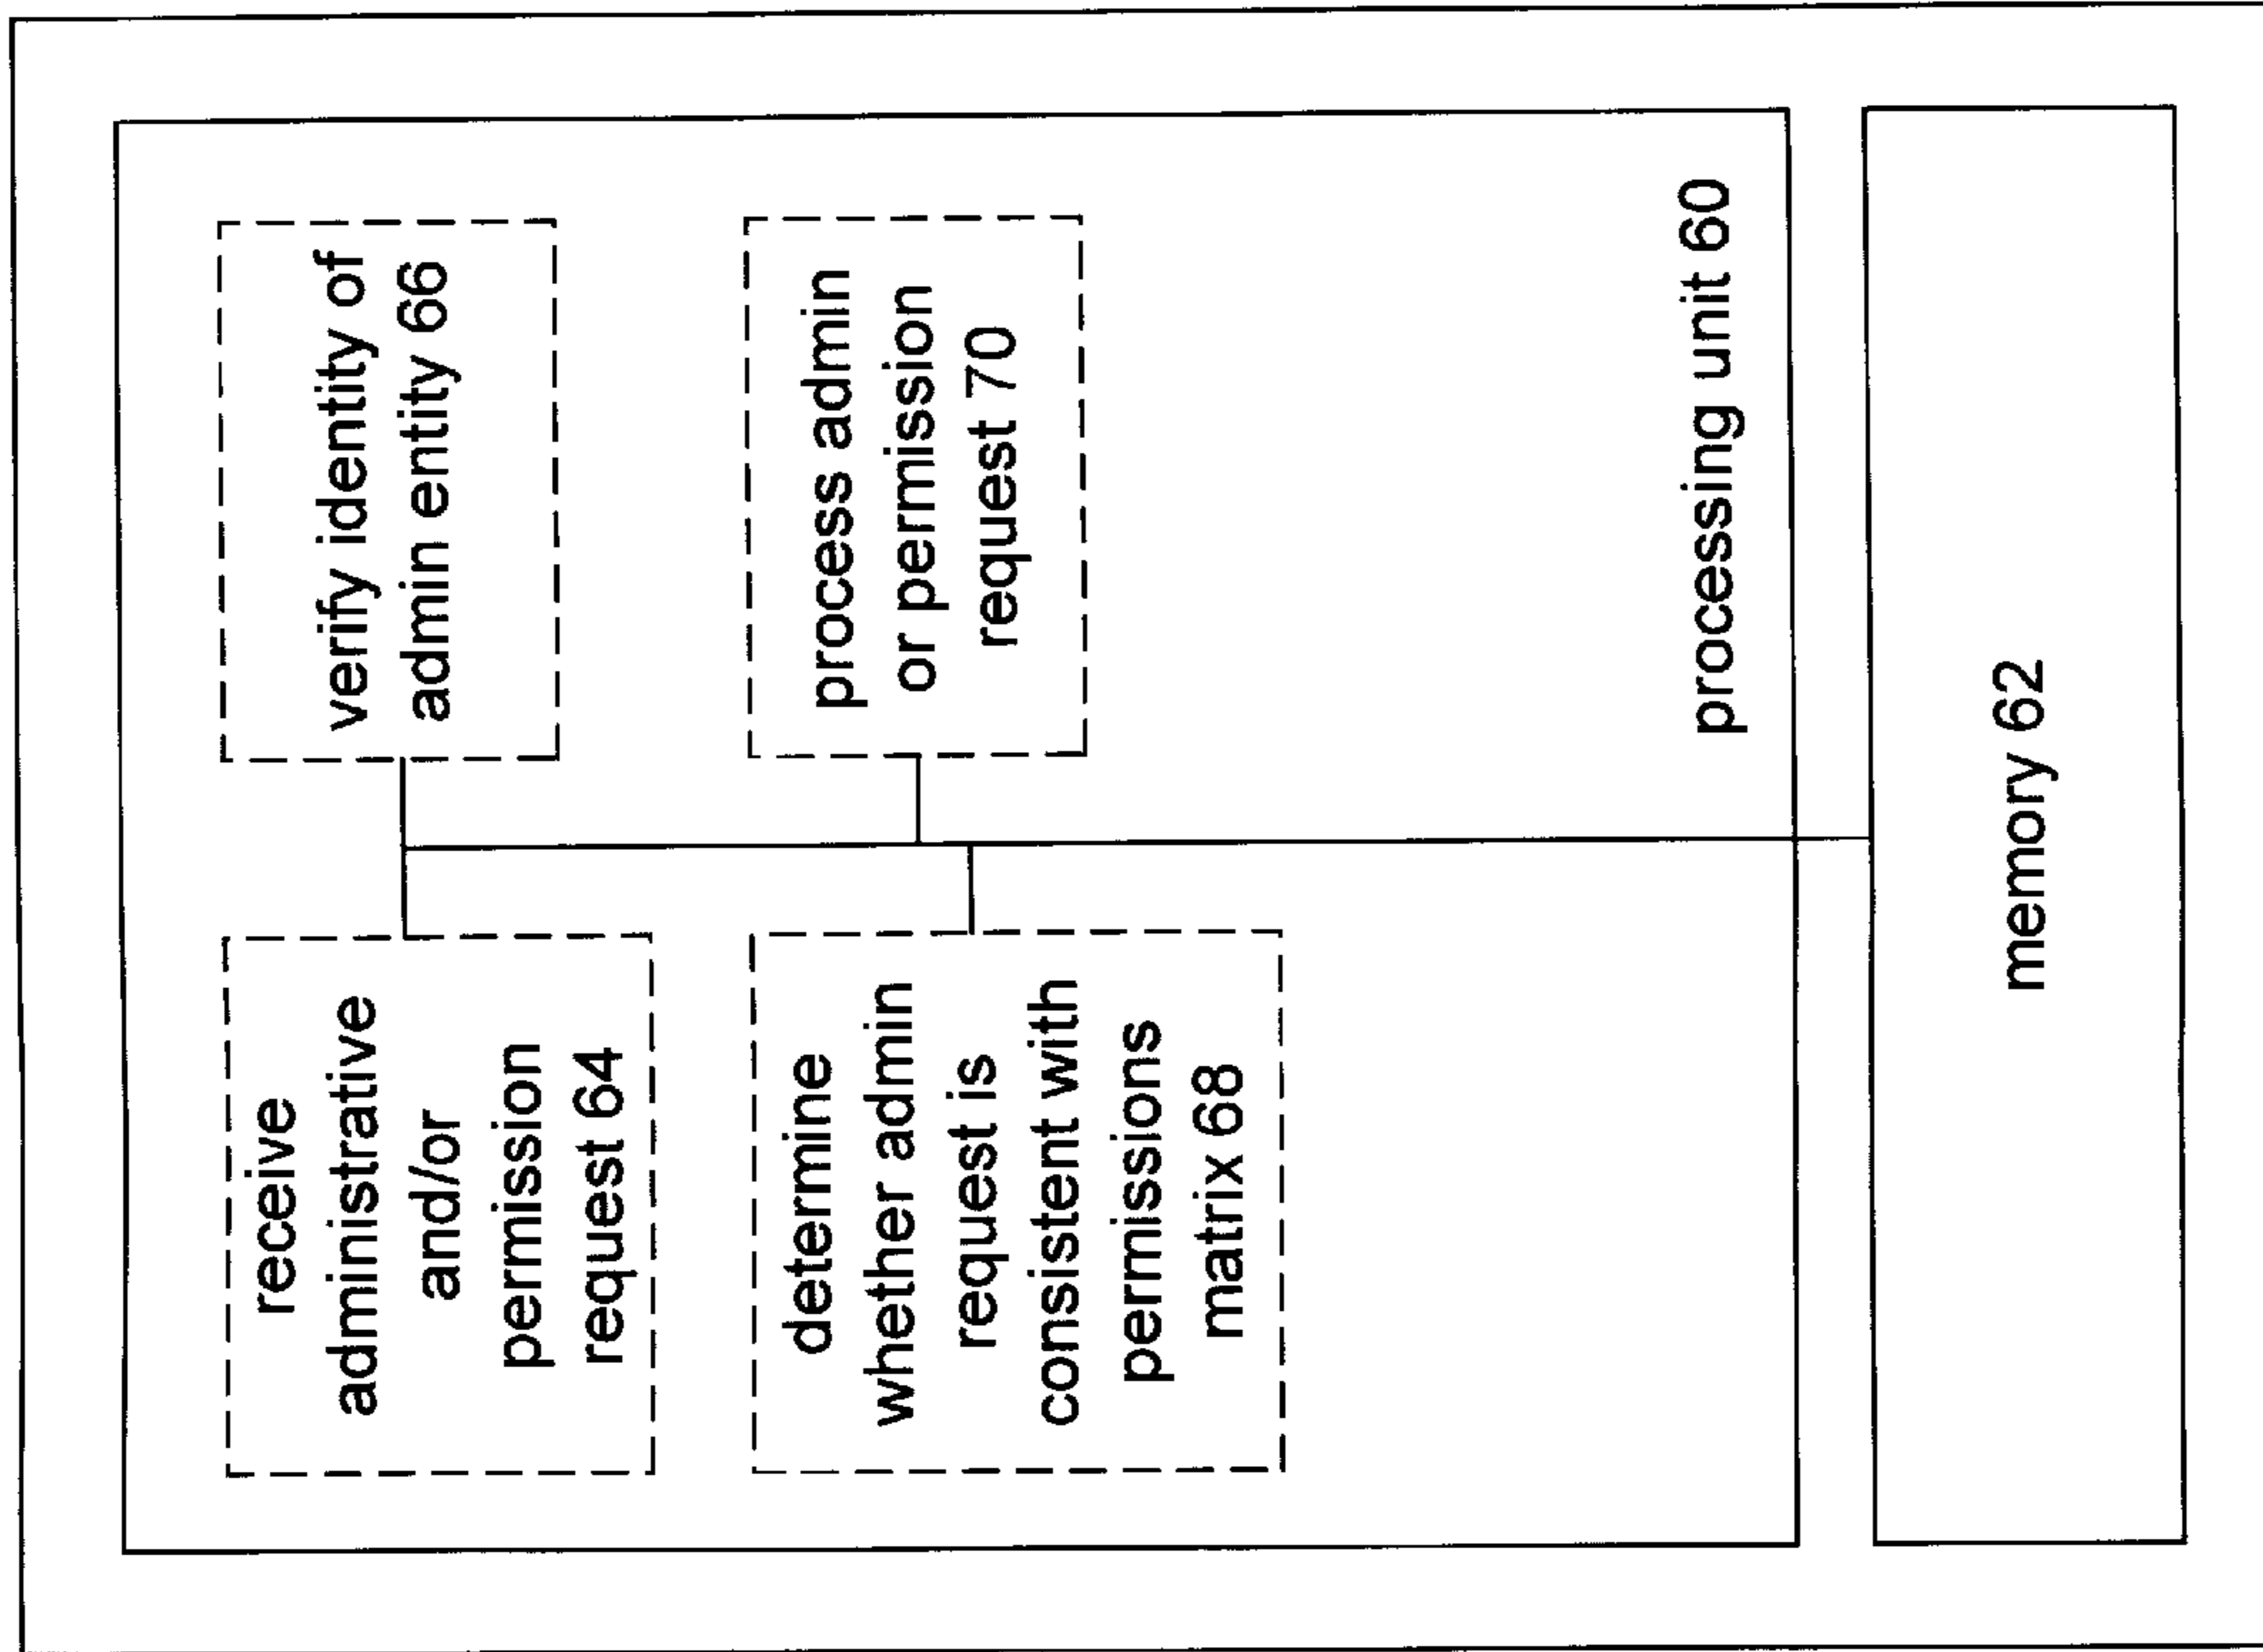 receive
administrative
and/or
permission
request 64
verify identity of
admin entity 66
determine
whether admin
request is
consistent with
permissions
matrix 68
process admin
or permission
request 70
processing unit 60
memory 62